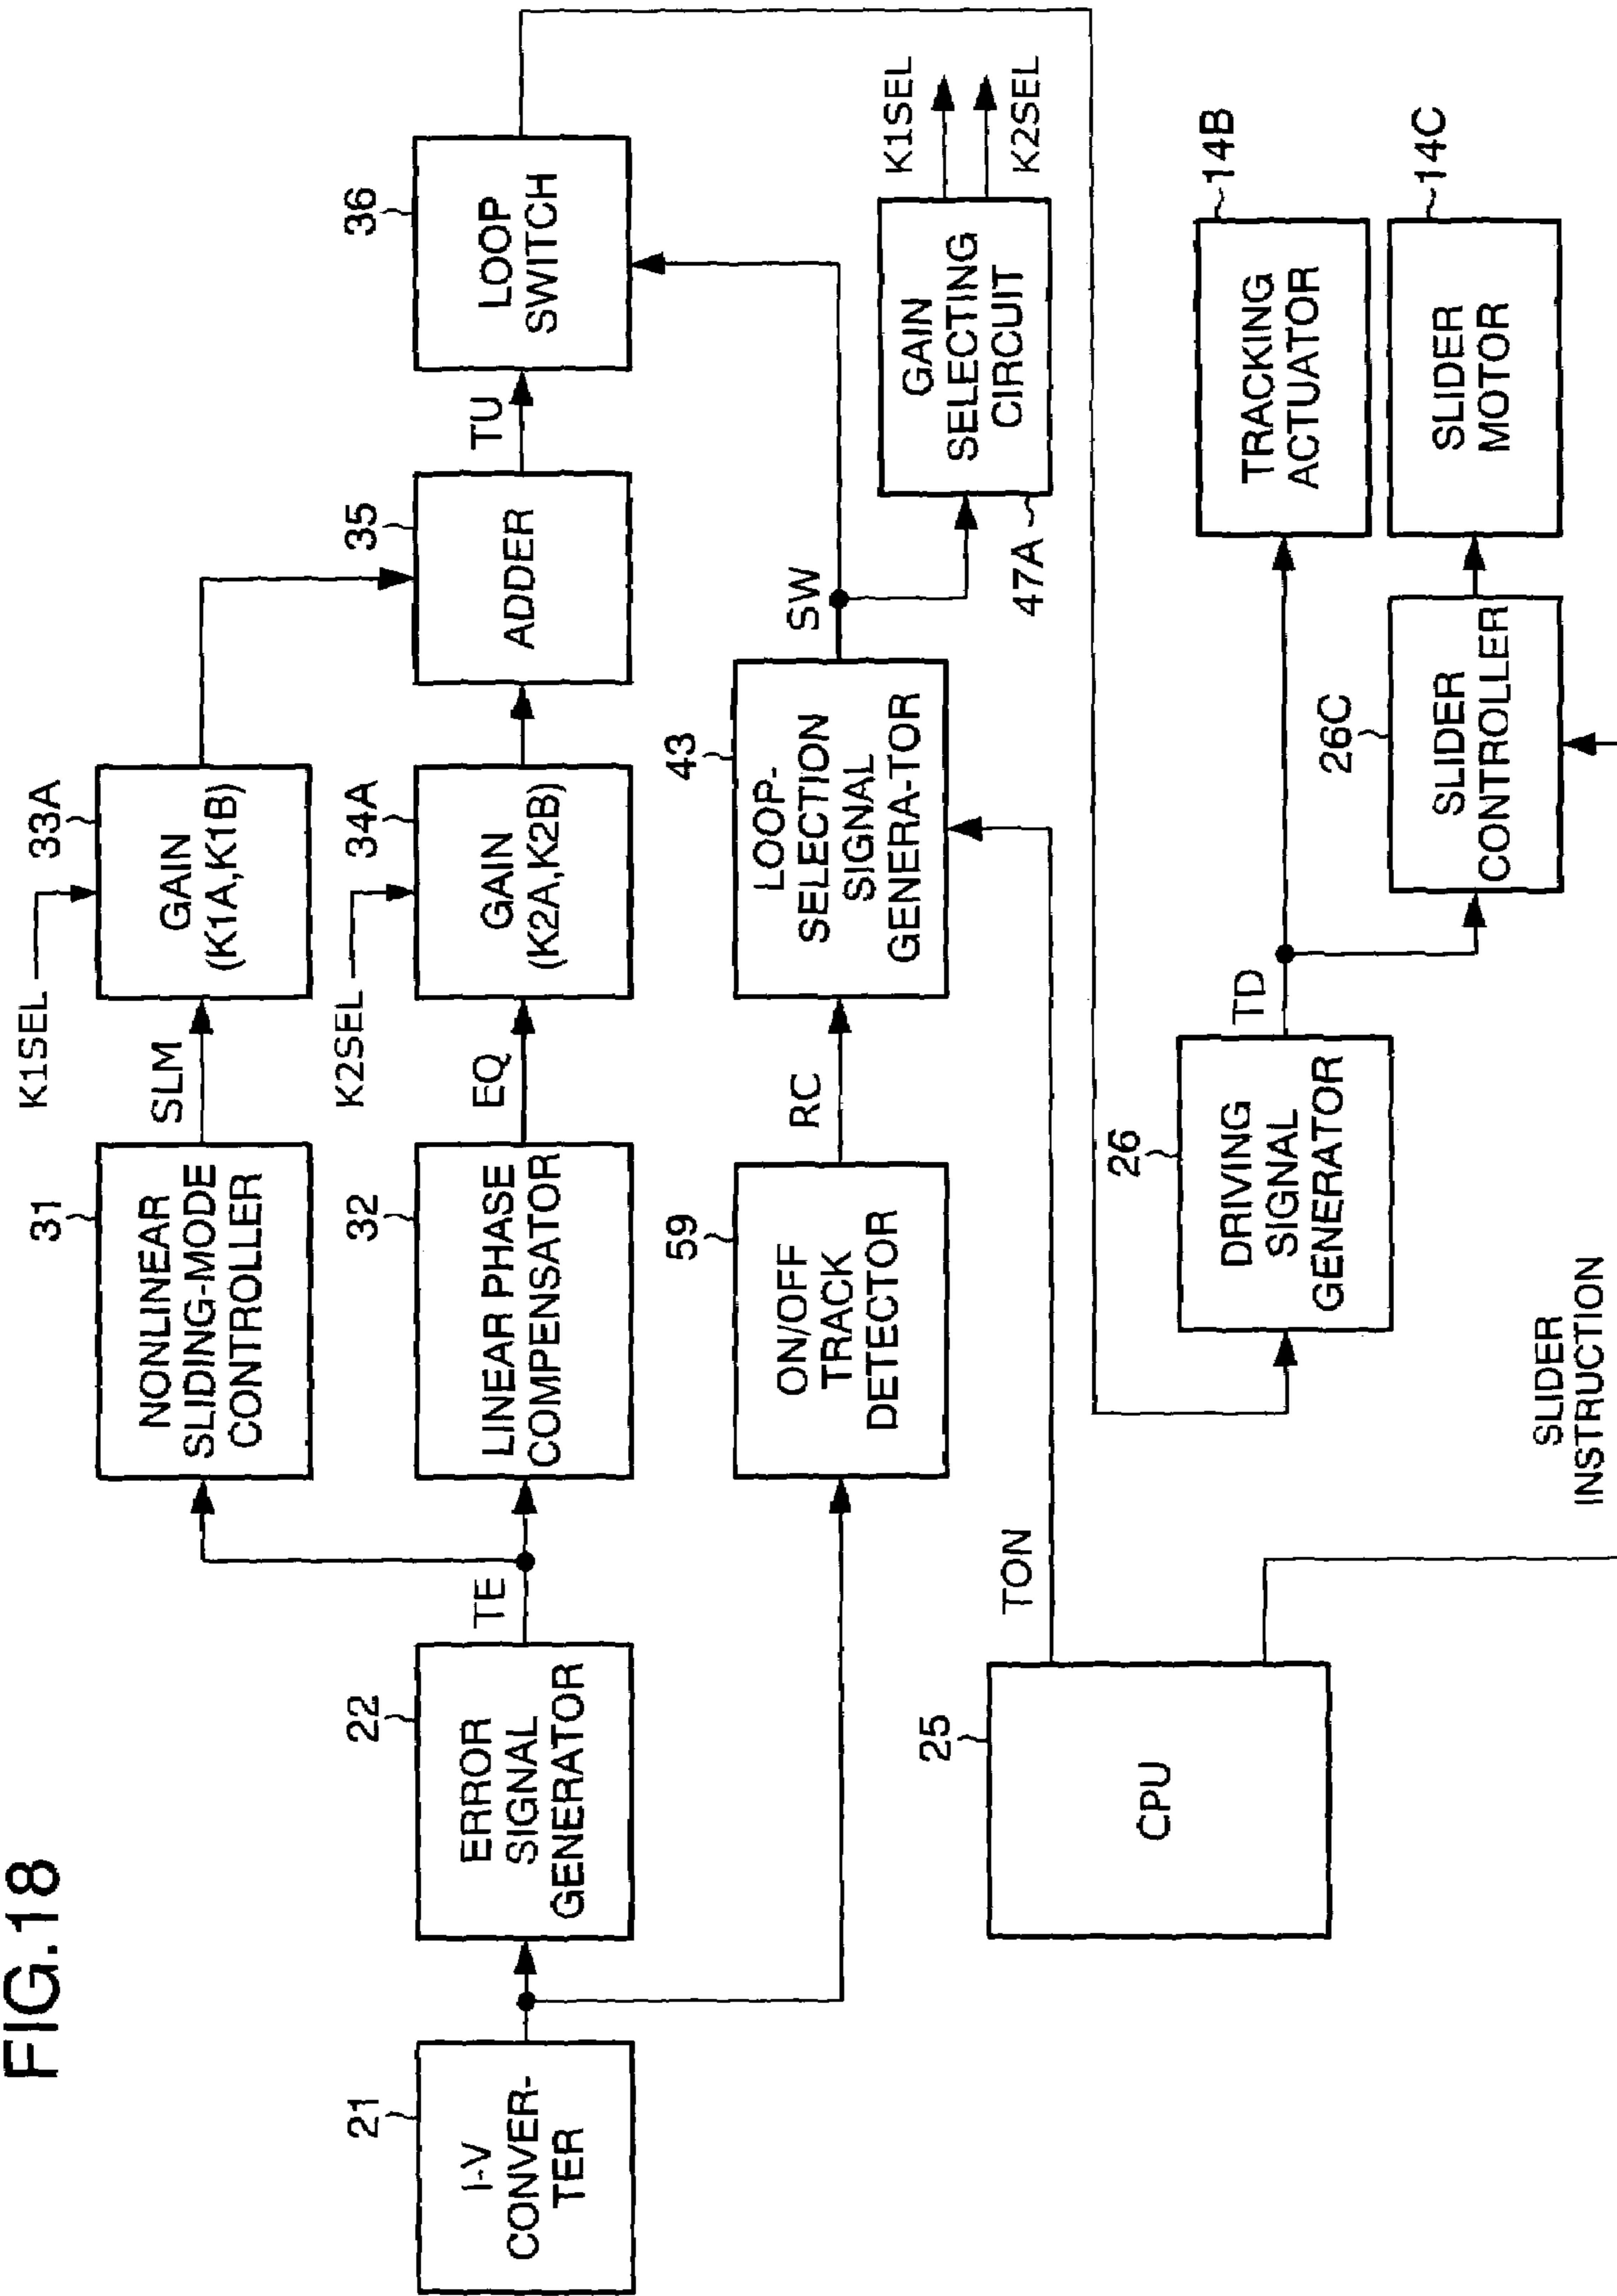 FIG.18
21
I-V
CONVER-
TER
22
ERROR
SIGNAL
GENERATOR
TE
31
NONLINEAR
SLIDING-MODE
CONTROLLER
SLM
K1SEL
33A
GAIN
(K1A,K1B)
32
LINEAR PHASE
COMPENSATOR
EQ
K2SEL
34A
GAIN
(K2A,K2B)
35
ADDER
TU
36
LOOP
SWITCH
59
ON/OFF
TRACK
DETECTOR
RC
43
LOOP-
SELECTION
SIGNAL
GENERA-TOR
SW
47A
GAIN
SELECTING
CIRCUIT
K1SEL
K2SEL
25
CPU
TON
26
DRIVING
SIGNAL
GENERATOR
TD
14B
TRACKING
ACTUATOR
26C
SLIDER
CONTROLLER
14C
SLIDER
MOTOR
SLIDER
INSTRUCTION